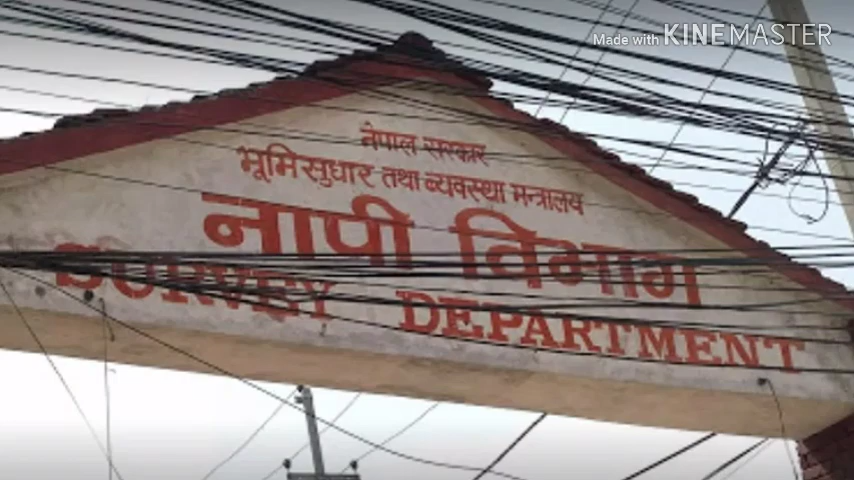 Made with KINEMASTER
नेपाल सरकार
भूमिसुधार तथा ब्यवस्था मन्त्रालय
नापी विभाग
SURVEY DEPARTMENT